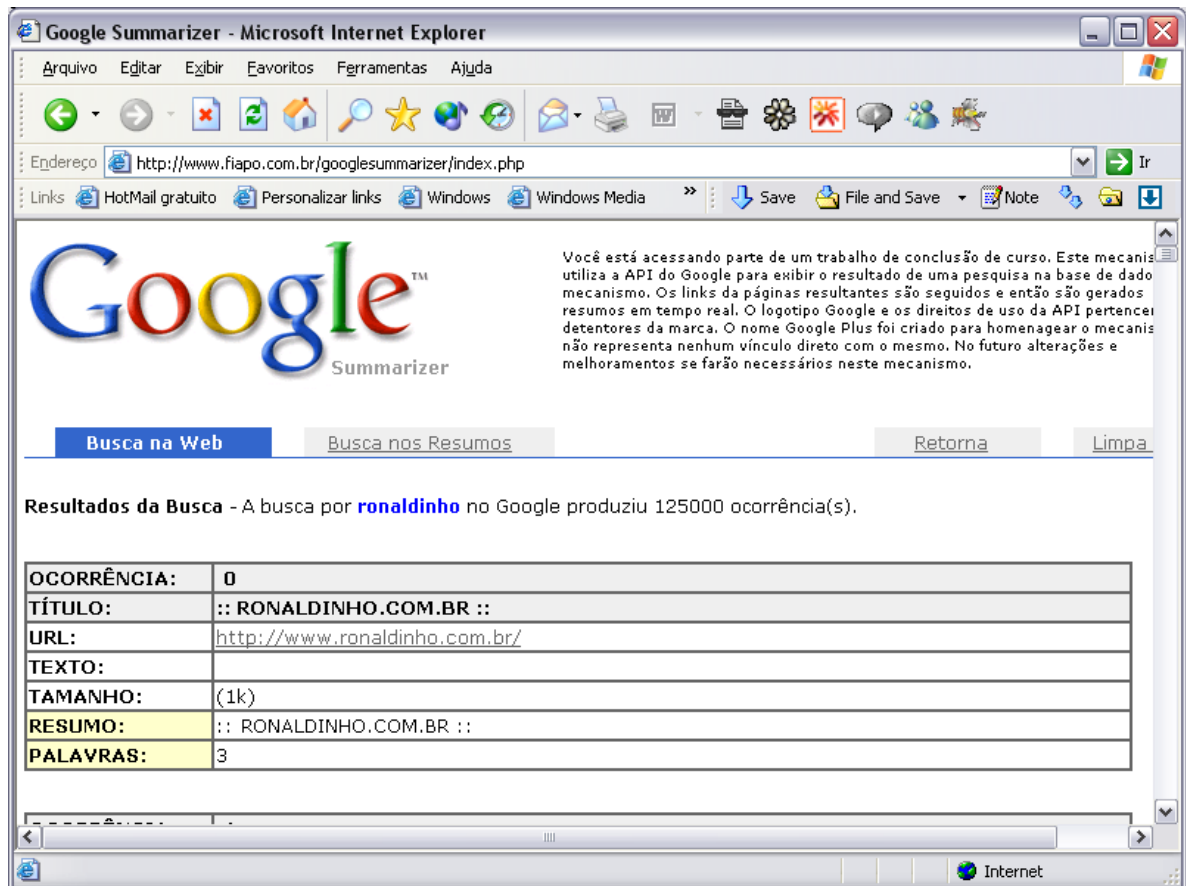 Google Summarizer - Microsoft Internet Explorer
Arquivo Editar Exibir Favoritos Ferramentas Ajuda
Endereço http://www.fiapo.com.br/googlesummarizer/index.php Ir
Links HotMail gratuito Personalizar links Windows Windows Media » Save File and Save Note
Google™
Summarizer
Você está acessando parte de um trabalho de conclusão de curso. Este mecanis
utiliza a API do Google para exibir o resultado de uma pesquisa na base de dado
mecanismo. Os links da páginas resultantes são seguidos e então são gerados
resumos em tempo real. O logotipo Google e os direitos de uso da API pertencer
detentores da marca. O nome Google Plus foi criado para homenagear o mecanis
não representa nenhum vínculo direto com o mesmo. No futuro alterações e
melhoramentos se farão necessários neste mecanismo.
Busca na Web Busca nos Resumos Retorna Limpa
Resultados da Busca - A busca por ronaldinho no Google produziu 125000 ocorrência(s).
OCORRÊNCIA: 0
TÍTULO: :: RONALDINHO.COM.BR ::
URL: http://www.ronaldinho.com.br/
TEXTO:
TAMANHO: (1k)
RESUMO: :: RONALDINHO.COM.BR ::
PALAVRAS: 3
Internet